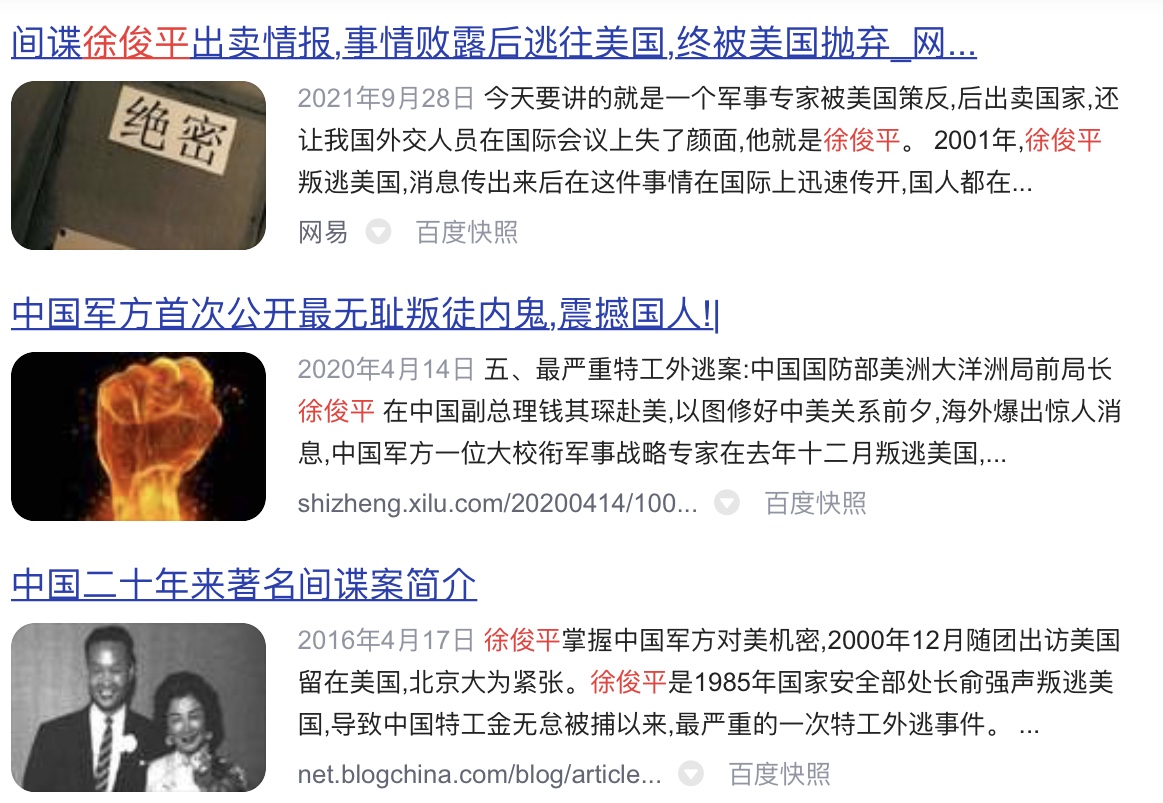 间谍徐俊平出卖情报,事情败露后逃往美国,终被美国抛弃_网...
绝密
2021年9月28日 今天要讲的就是一个军事专家被美国策反,后出卖国家,还
让我国外交人员在国际会议上失了颜面,他就是徐俊平。 2001年,徐俊平
叛逃美国,消息传出来后在这件事情在国际上迅速传开,国人都在...
网易 百度快照
中国军方首次公开最无耻叛徒内鬼,震撼国人!|
2020年4月14日 五、最严重特工外逃案:中国国防部美洲大洋洲局前局长
徐俊平 在中国副总理钱其琛赴美,以图修好中美关系前夕,海外爆出惊人消
息,中国军方一位大校衔军事战略专家在去年十二月叛逃美国,...
shizheng.xilu.com/20200414/100... 百度快照
中国二十年来著名间谍案简介
2016年4月17日 徐俊平掌握中国军方对美机密,2000年12月随团出访美国
留在美国,北京大为紧张。徐俊平是1985年国家安全部处长俞强声叛逃美
国,导致中国特工金无怠被捕以来,最严重的一次特工外逃事件。 ...
net.blogchina.com/blog/article... 百度快照